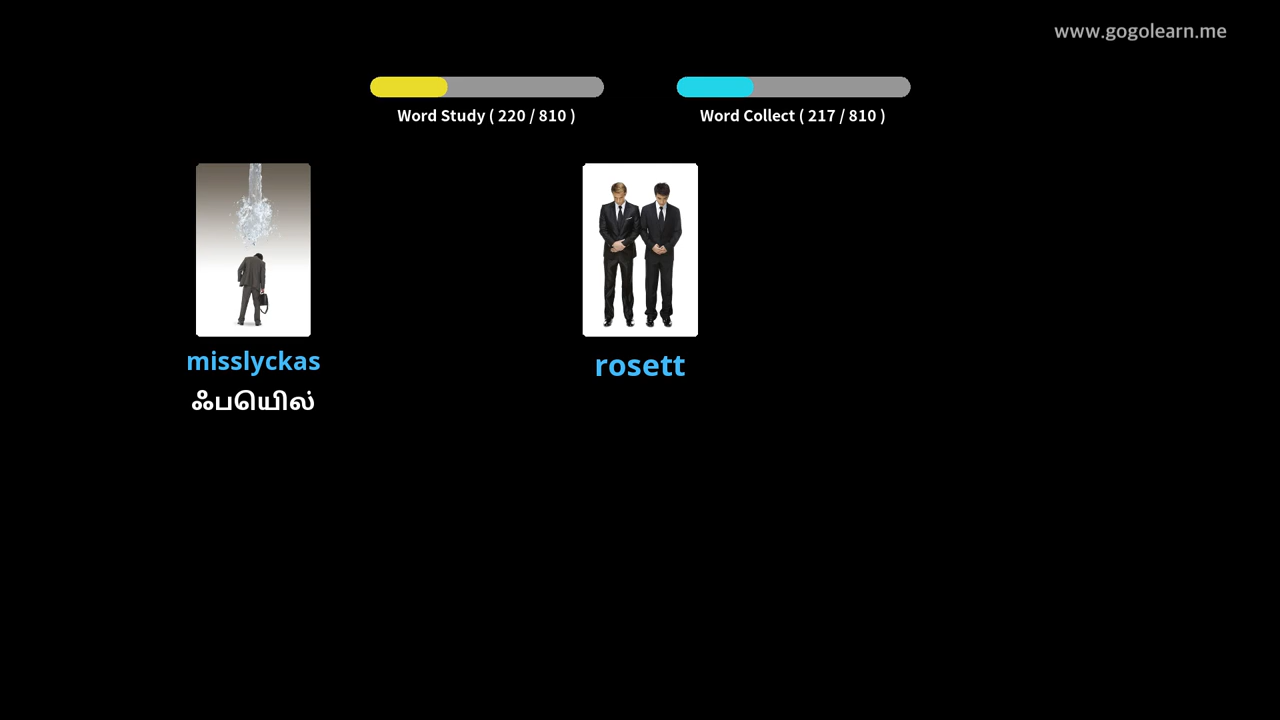 www.gogolearn.me
Word Study ( 220 / 810 )
Word Collect ( 217 / 810 )
misslyckas
ஃபயெில்
rosett